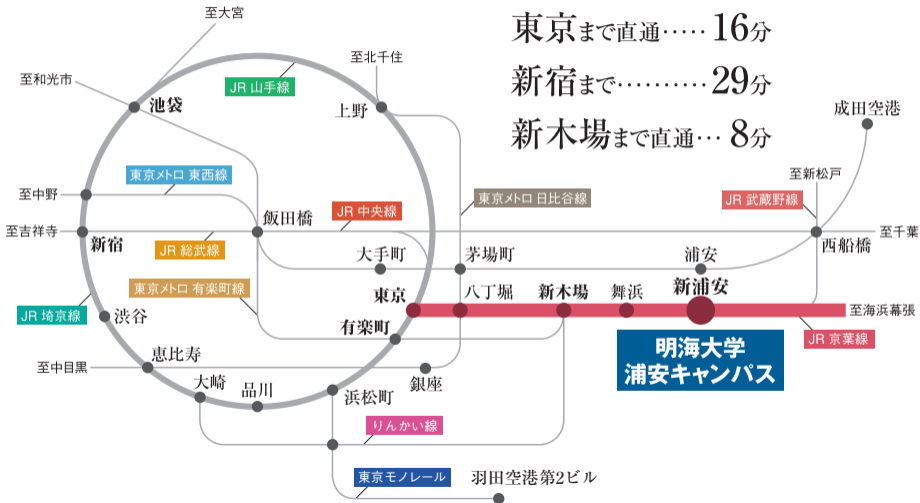 東京まで直通····· 16分
新宿まで·········· 29分
新木場まで直通··· 8分
至大宮
至北千住
至和光市
JR 山手線
池袋
上野
成田空港
東京メトロ 東西線
至新松戸
至中野
東京メトロ 日比谷線
JR 武蔵野線
飯田橋
JR 中央線
至吉祥寺
至千葉
新宿
JR 総武線
西船橋
大手町
茅場町
浦安
東京メトロ 有楽町線
東京
八丁堀
新木場
舞浜
新浦安
JR 埼京線
渋谷
至海浜幕張
有楽町
JR 京葉線
明海大学
浦安キャンパス
恵比寿
至中目黒
大崎
品川
浜松町
銀座
りんかい線
東京モノレール
羽田空港第2ビル